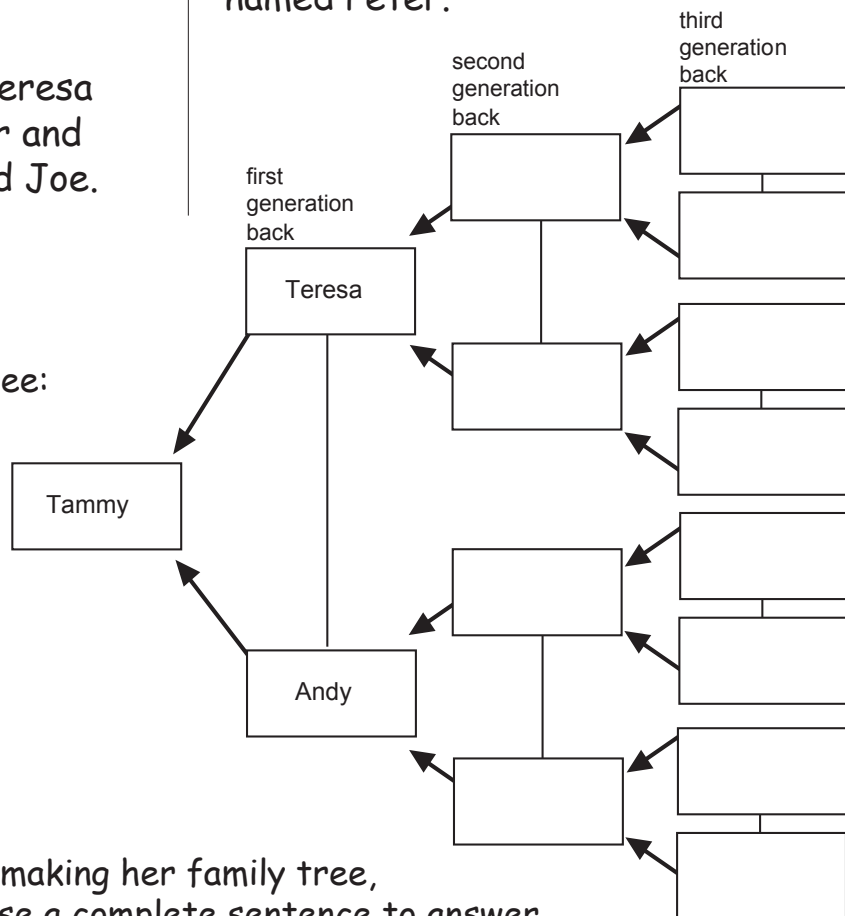 named Peter.
eresa
r and
d Joe.
third
generation
back
second
generation
back
first
generation
back
Teresa
ee:
Tammy
Andy
making her family tree,
se a complete sentence to answer